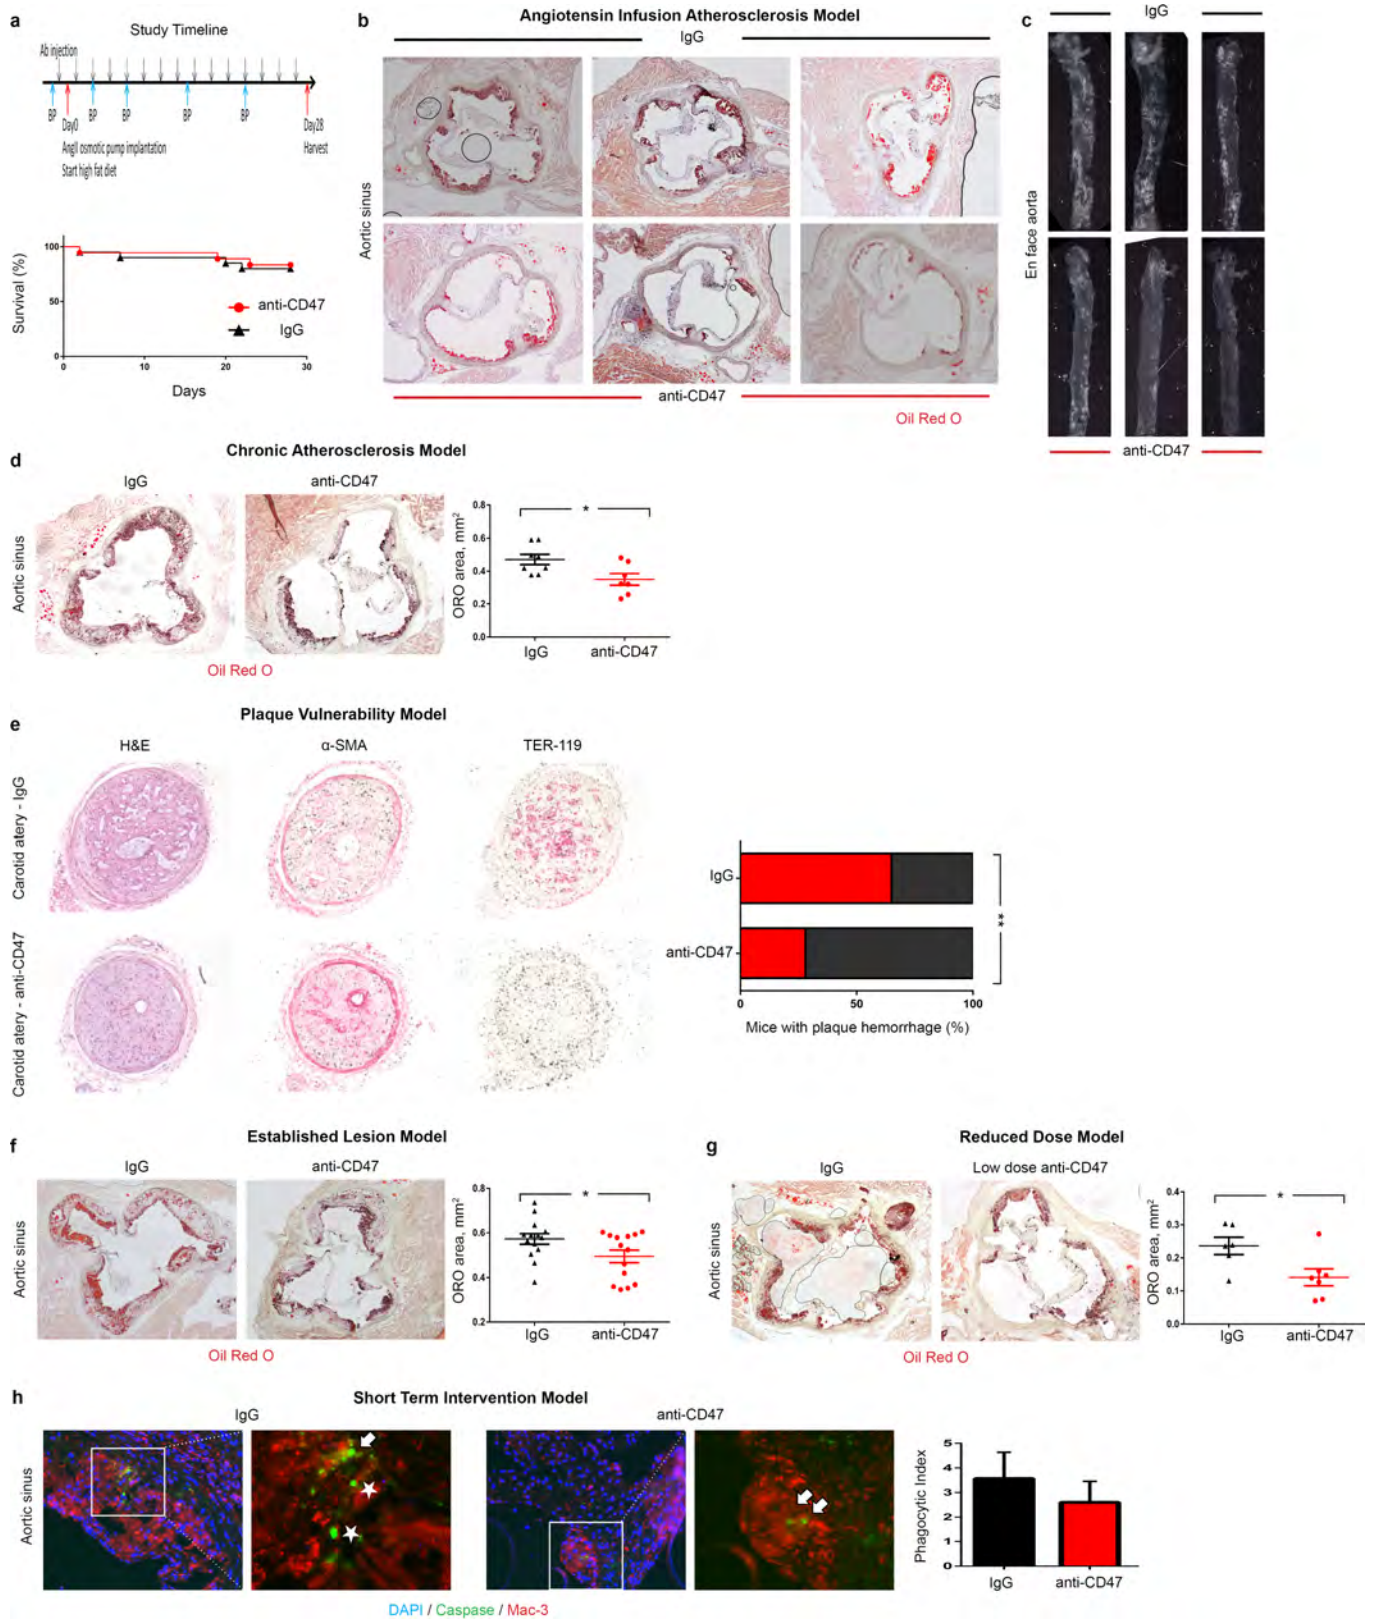 a
Study Timeline
Ab injection
BP
Day0
BP
BP
BP
BP
Day28
AngII osmotic pump implantation
Harvest
Start high fat diet
Survival (%)
100
50
0
anti-CD47
IgG
0
10
20
30
Days
b
Angiotensin Infusion Atherosclerosis Model
IgG
Aortic sinus
anti-CD47
Oil Red O
c
IgG
En face aorta
anti-CD47
d
Chronic Atherosclerosis Model
IgG
anti-CD47
Aortic sinus
Oil Red O
ORO area, mm²
0.8
0.6
0.4
0.2
0.0
*
IgG
anti-CD47
e
Plaque Vulnerability Model
H&E
α-SMA
TER-119
Carotid atery - IgG
Carotid atery - anti-CD47
IgG
anti-CD47
**
0
50
100
Mice with plaque hemorrhage (%)
f
Established Lesion Model
IgG
anti-CD47
Aortic sinus
Oil Red O
ORO area, mm²
0.8
0.6
0.4
0.2
*
IgG
anti-CD47
g
Reduced Dose Model
IgG
Low dose anti-CD47
Aortic sinus
Oil Red O
ORO area, mm²
0.4
0.3
0.2
0.1
0.0
*
IgG
anti-CD47
h
Short Term Intervention Model
IgG
anti-CD47
Aortic sinus
DAPI / Caspase / Mac-3
Phagocytic Index
5
4
3
2
1
0
IgG
anti-CD47